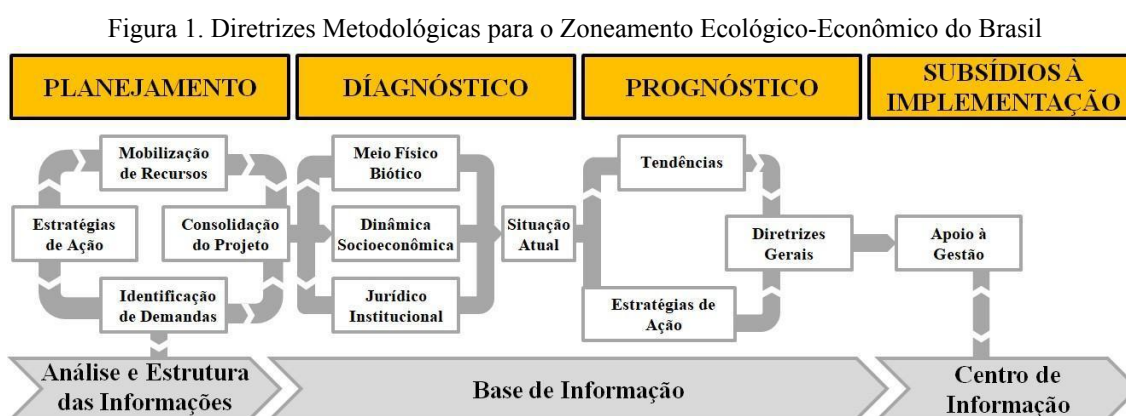 Figura 1. Diretrizes Metodológicas para o Zoneamento Ecológico-Econômico do Brasil
PLANEJAMENTO
DÍAGNÓSTICO
PROGNÓSTICO
SUBSÍDIOS À
IMPLEMENTAÇÃO
Mobilização
de Recursos
Estratégias
de Ação
Consolidação
do Projeto
Identificação
de Demandas
Meio Físico
Biótico
Dinâmica
Socioeconômica
Jurídico
Institucional
Situação
Atual
Tendências
Diretrizes
Gerais
Estratégias de
Ação
Apoio à
Gestão
Análise e Estrutura
das Informações
Base de Informação
Centro de
Informação